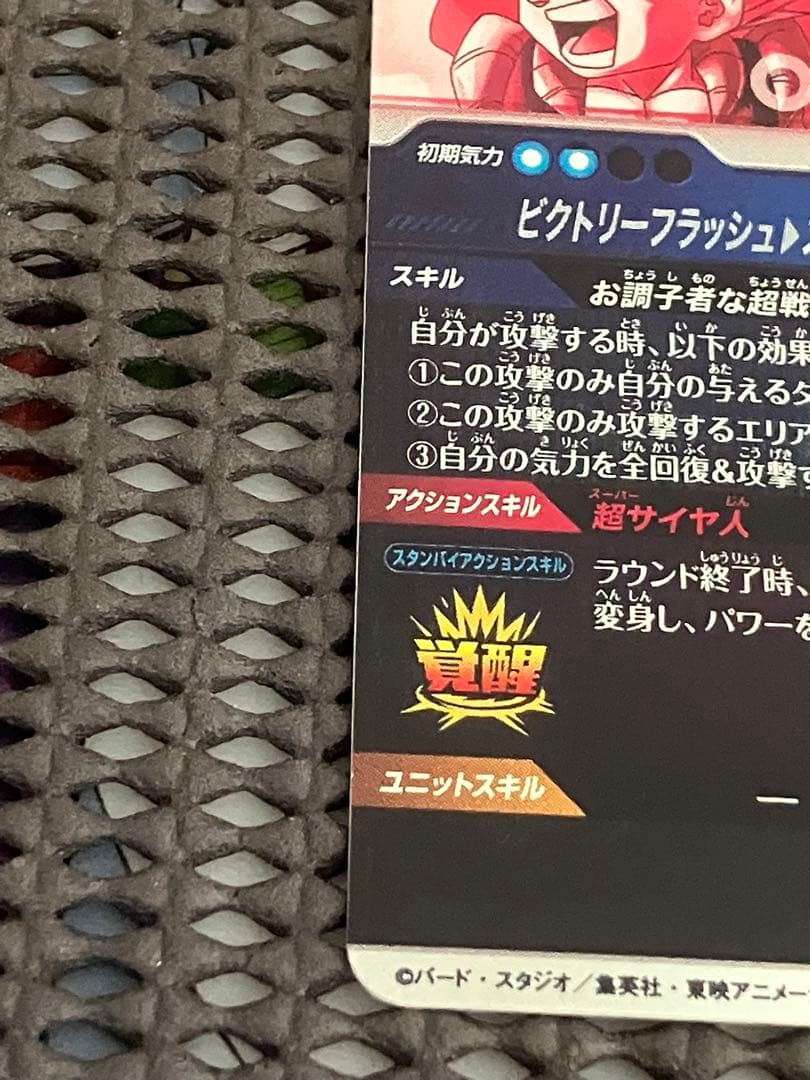 初期気力
ビクトリーフラッシュ▶
スキル
お調子者な超戦
自分が攻撃する時、以下の効果
①この攻撃のみ自分の与えるダ
②この攻撃のみ攻撃するエリア
③自分の気力を全回復&攻撃す
アクションスキル
超サイヤ人
スタンバイアクションスキル
ラウンド終了時、
変身し、パワーを
覚醒
ユニットスキル
ー
©バード・スタジオ／集英社・東映アニメー